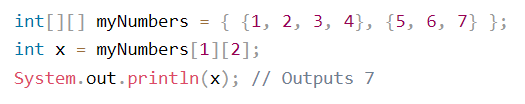 int[][] myNumbers = { {1, 2, 3, 4}, {5, 6, 7} };
int x = myNumbers[1][2];
System.out.println(x); // Outputs 7